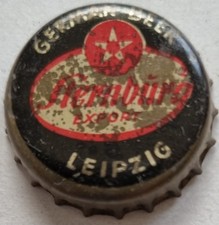 GERMAN BEER
Sternburg
EXPORT
LEIPZIG